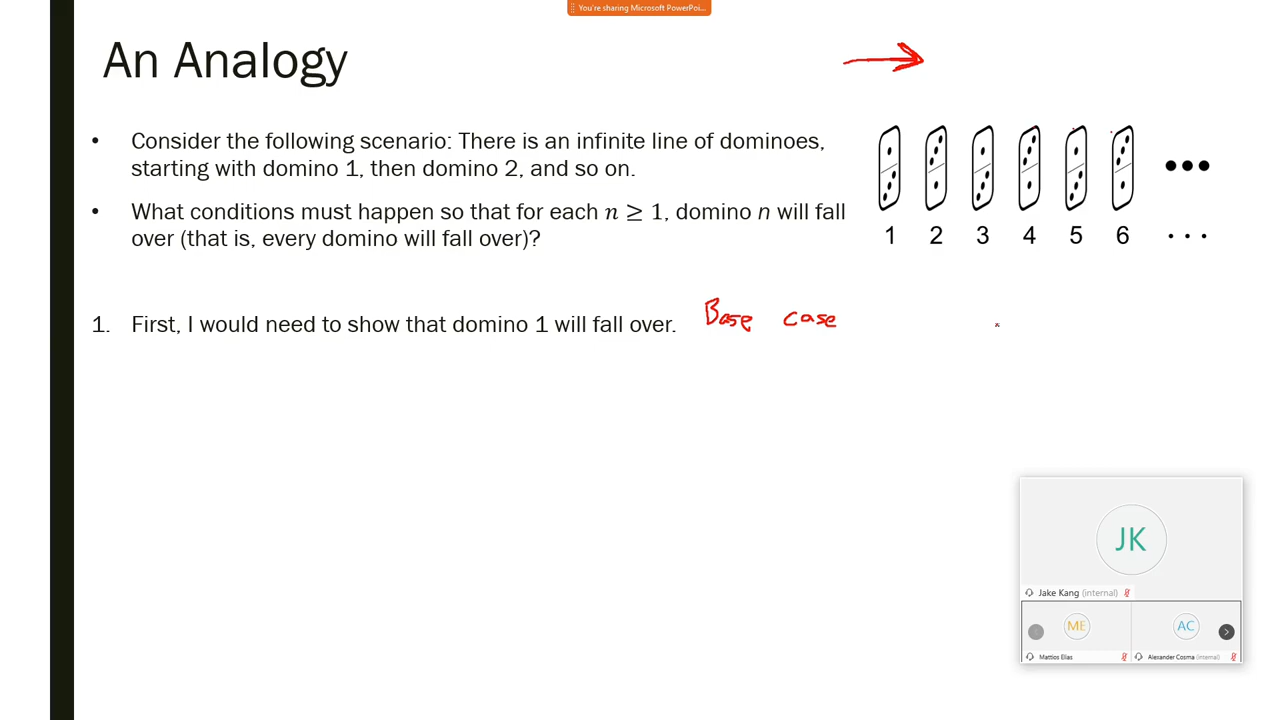 You're sharing Microsoft PowerPoi...
An Analogy
• Consider the following scenario: There is an infinite line of dominoes,
starting with domino 1, then domino 2, and so on.
• What conditions must happen so that for each n ≥ 1, domino n will fall
over (that is, every domino will fall over)?
1 2 3 4 5 6 . . .
1. First, I would need to show that domino 1 will fall over. Base case
JK
Jake Kang (internal)
ME AC
Mattios Elias Alexander Cosma (internal)